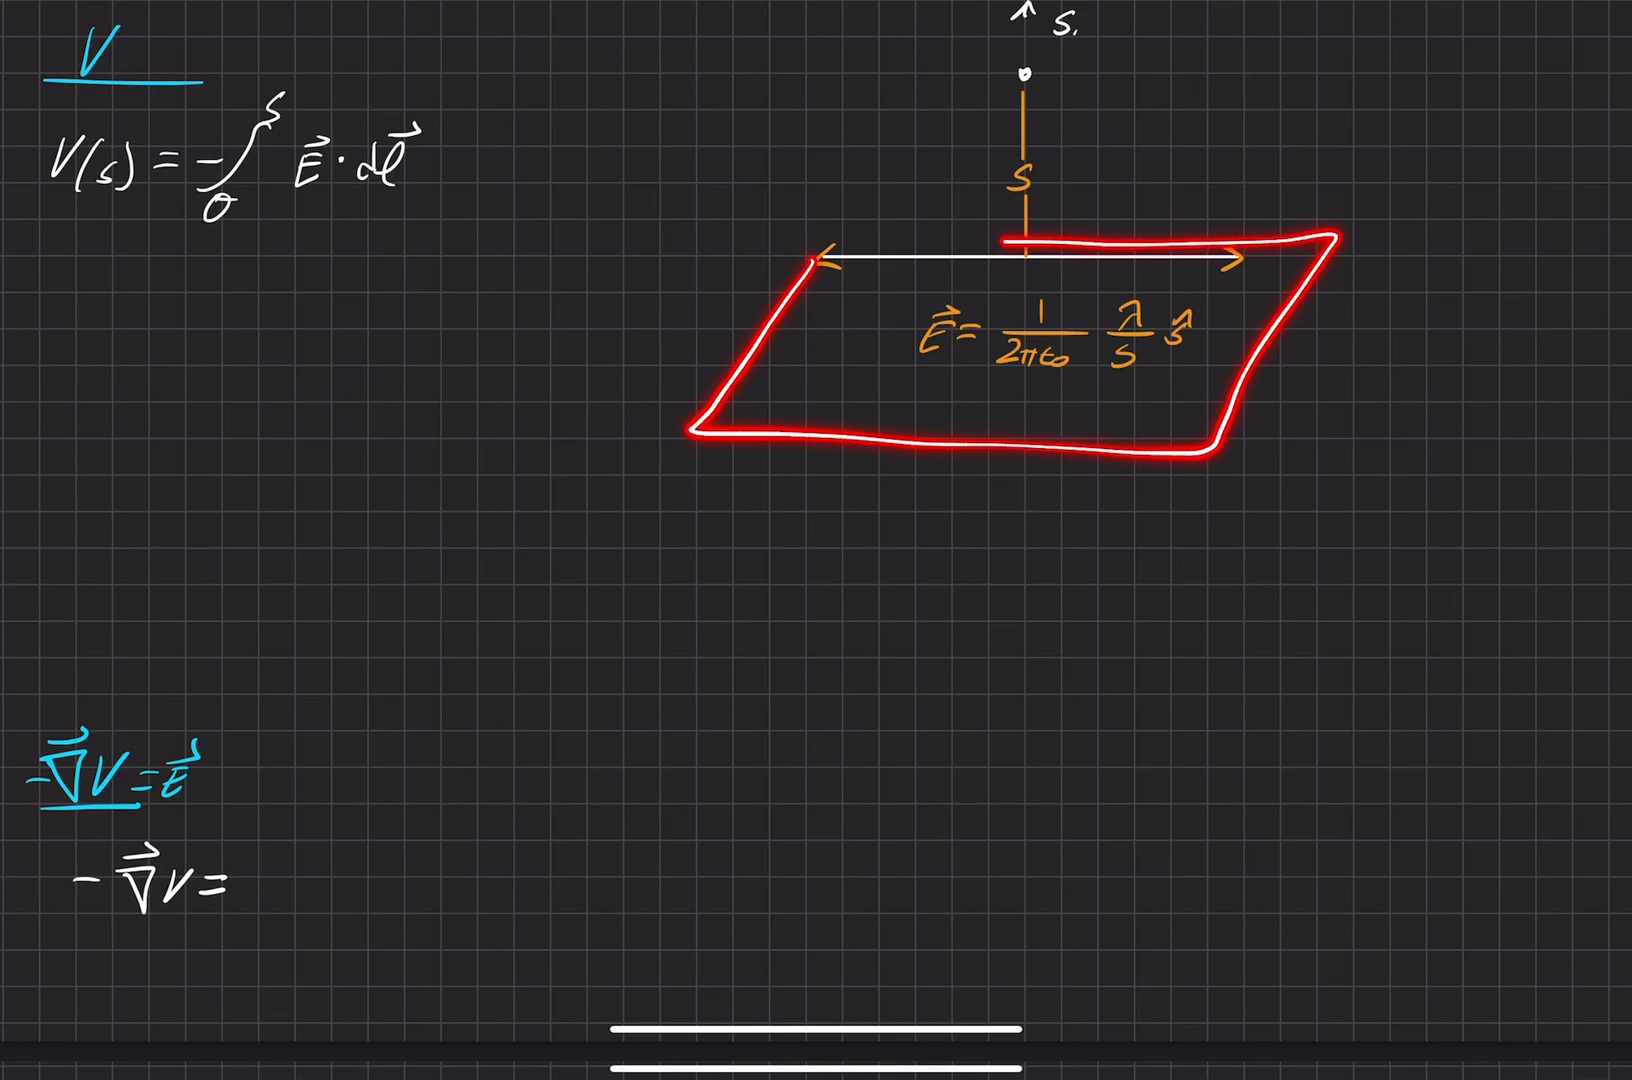 V
V(s) = -∫₀ˢ E⃗ · dℓ⃗
S.
S
E⃗ = 1/(2πε₀) λ/s ŝ
-∇⃗V = E⃗
-∇⃗V =